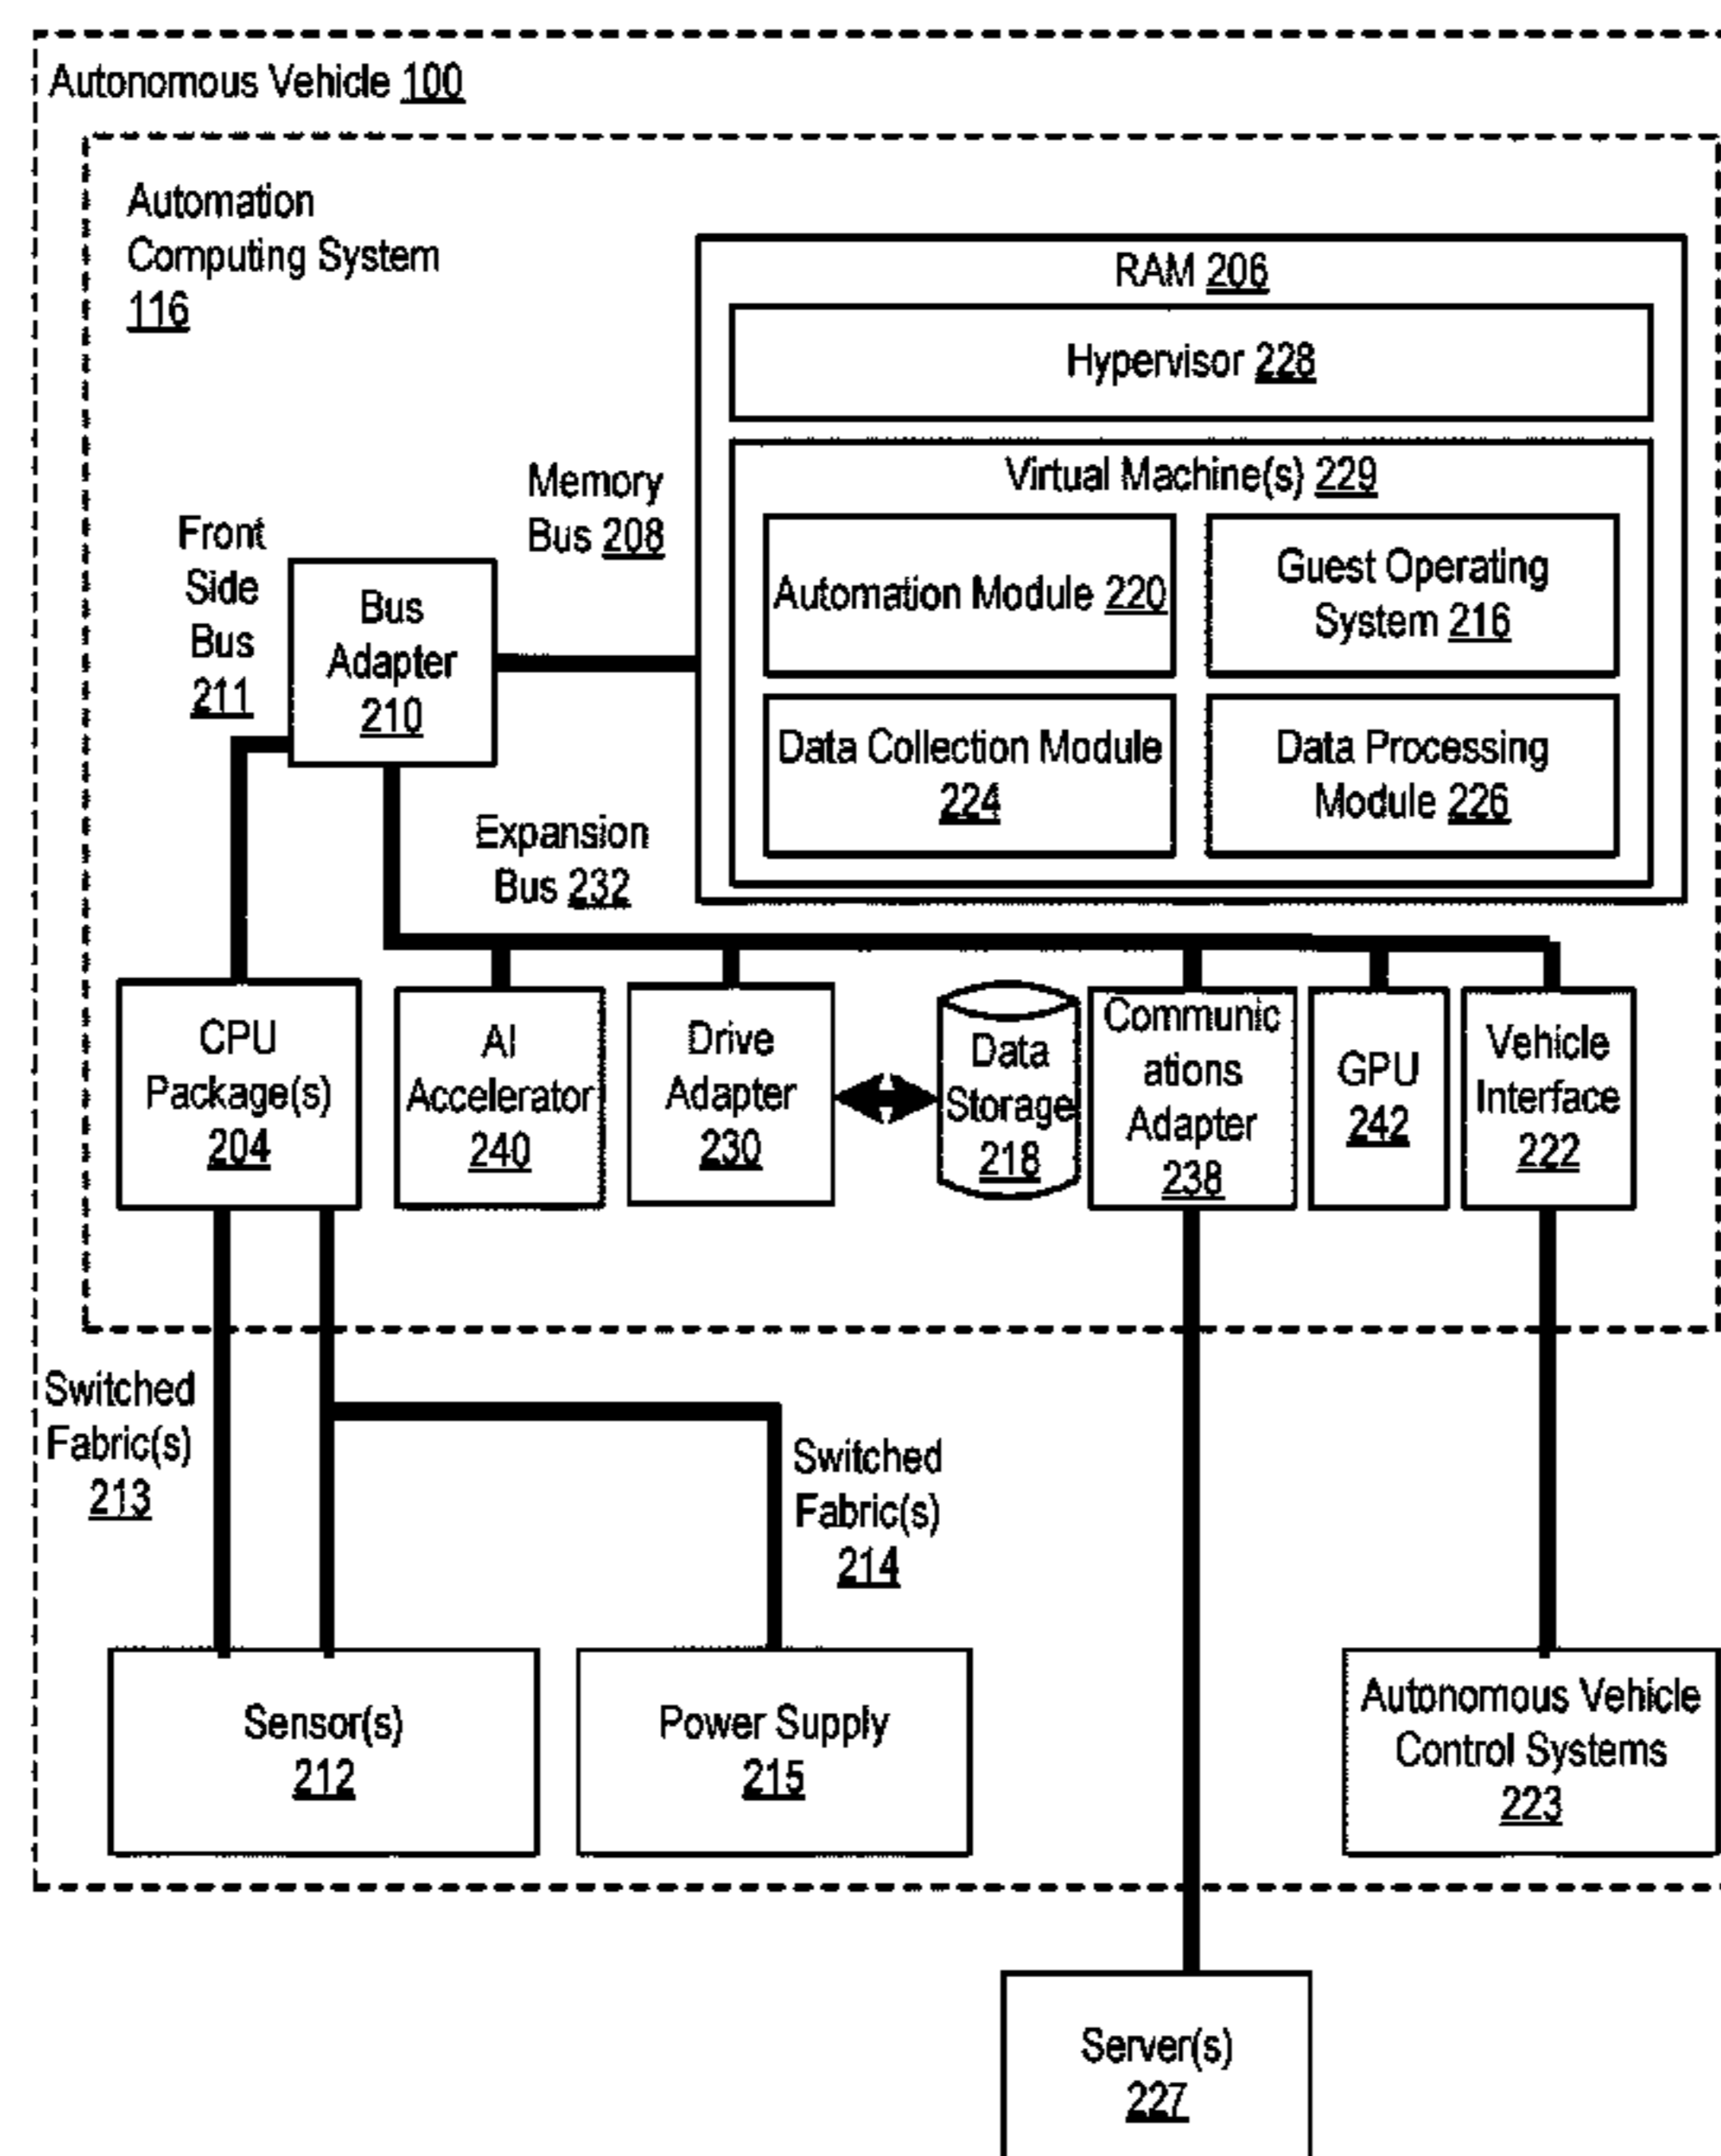 Autonomous Vehicle 100
Automation
Computing System
116
RAM 206
Hypervisor 228
Virtual Machine(s) 229
Automation Module 220
Guest Operating
System 216
Data Collection Module
224
Data Processing
Module 226
Memory
Bus 208
Front
Side
Bus
211
Bus
Adapter
210
Expansion
Bus 232
CPU
Package(s)
204
AI
Accelerator
240
Drive
Adapter
230
Data
Storage
218
Communic
ations
Adapter
238
GPU
242
Vehicle
Interface
222
Switched
Fabric(s)
213
Switched
Fabric(s)
214
Sensor(s)
212
Power Supply
215
Autonomous Vehicle
Control Systems
223
Server(s)
227